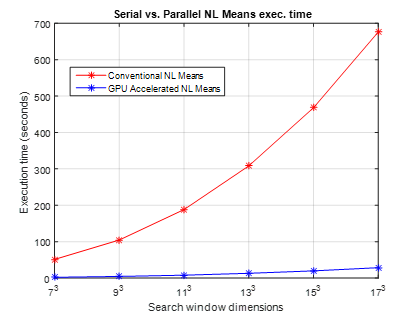 Serial vs. Parallel NL Means exec. time
700
600
500
400
300
200
100
0
Execution time (seconds)
Conventional NL Means
GPU Accelerated NL Means
7³ 9³ 11³ 13³ 15³ 17³
Search window dimensions